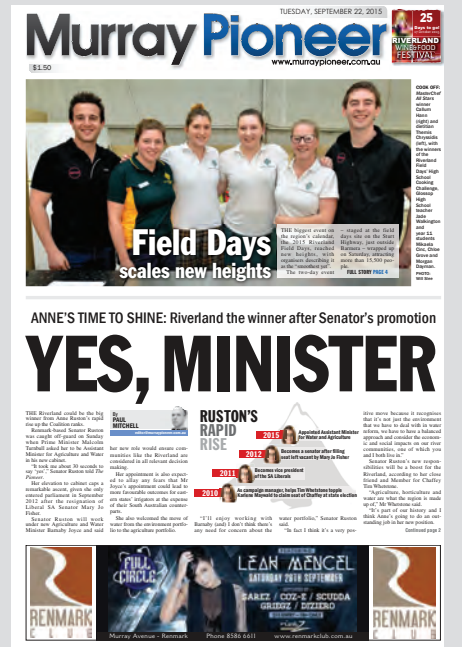 TUESDAY, SEPTEMBER 22, 2015
Murray Pioneer
$1.50
www.murraypioneer.com.au
25
Days to go!
RIVERLAND
WINE&FOOD
FESTIVAL
COOK OFF:
MasterChef
All Stars
winner
Callum
Hann
(right) and
dietitian
Themis
Chryssidis
(left), with
the winners
of the
Riverland
Field
Days' High
School
Cooking
Challenge,
Glossop
High
School
teacher
Jade
Walkington
and
year 11
students
Mikaela
Cini, Chloe
Grove and
Morgan
Dayman.
PHOTO:
Field Days
scales new heights
THE biggest event on
the region's calendar,
the 2015 Riverland
Field Days, reached
new heights, with
organisers describing it
as the "smoothest yet".
The two-day event
– staged at the field
days site on the Sturt
Highway, just outside
Barmera – wrapped up
on Saturday, attracting
more than 15,500 peo-
ple.
FULL STORY PAGE 4
ANNE'S TIME TO SHINE: Riverland the winner after Senator's promotion
YES, MINISTER
THE Riverland could be the big
winner from Anne Ruston's rapid
rise up the Coalition ranks.
Renmark-based Senator Ruston
was caught off-guard on Sunday
when Prime Minister Malcolm
Turnbull asked her to be Assistant
Minister for Agriculture and Water
in his new cabinet.
"It took me about 30 seconds to
say 'yes'," Senator Ruston told The
Pioneer.
Her elevation to cabinet caps a
remarkable ascent, given she only
entered parliament in September
2012 after the resignation of
Liberal SA Senator Mary Jo
Fisher.
Senator Ruston will work
under new Agriculture and Water
Minister Barnaby Joyce and said
By
PAUL
MITCHELL
her new role would ensure com-
munities like the Riverland are
considered in all relevant decision
making.
Her appointment is also expect-
ed to allay any fears that Mr
Joyce's appointment could lead to
more favourable outcomes for east-
ern states' irrigators at the expense
of their South Australian counter-
parts.
She also welcomed the move of
water from the environment portfo-
lio to the agriculture portfolio.
RUSTON'S
RAPID
RISE
2015 Appointed Assistant Minister
for Water and Agriculture
2012 Becomes a senator after filling
seat left vacant by Mary Jo Fisher
2011 Becomes vice president
of the SA Liberals
2010 As campaign manager, helps Tim Whetstone topple
Karlene Maywald to claim seat of Chaffey at state election
"I'll enjoy working with
Barnaby (and) I don't think there's
any need for concern about the
water portfolio," Senator Ruston
said.
"In fact I think it's a very pos-
itive move because it recognises
that it's not just the environment
that we have to deal with in water
reform, we have to have a balanced
approach and consider the econom-
ic and social impacts on our river
communities, one of which you
and I both live in."
Senator Ruston's new respon-
sibilities will be a boost for the
Riverland, according to her close
friend and Member for Chaffey
Tim Whetstone.
"Agriculture, horticulture and
water are what the region is made
up of," Mr Whetstone said.
"It's part of our history and I
think Anne's going to do an out-
standing job in her new position.
Continued page 2
RENMARK
CLUB
FULL
CIRCLE
FEATURING
LEAH MENCEL
SATURDAY 26TH SEPTEMBER
SAREZ / COZ-E / SCUDDA
GRIEGZ / DIZIERO
Murray Avenue - Renmark
Phone 8586 6611
www.renmarkclub.com.au
RENMARK
CLUB